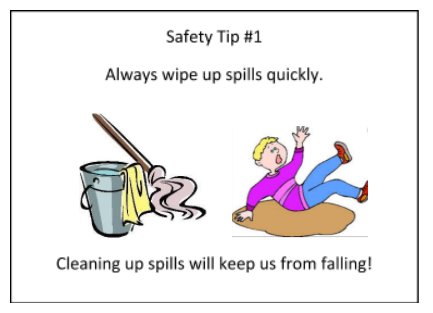 Safety Tip #1
Always wipe up spills quickly.
Cleaning up spills will keep us from falling!